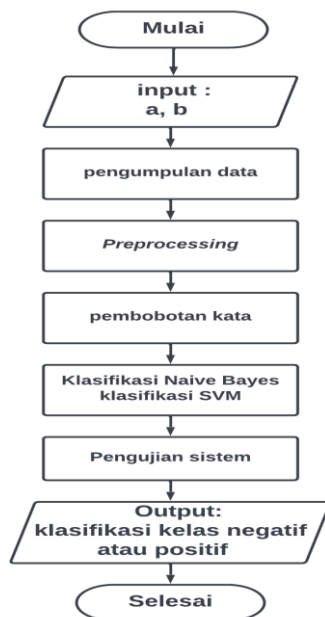 Mulai
input :
a, b
pengumpulan data
Preprocessing
pembobotan kata
Klasifikasi Naive Bayes
klasifikasi SVM
Pengujian sistem
Output:
klasifikasi kelas negatif
atau positif
Selesai